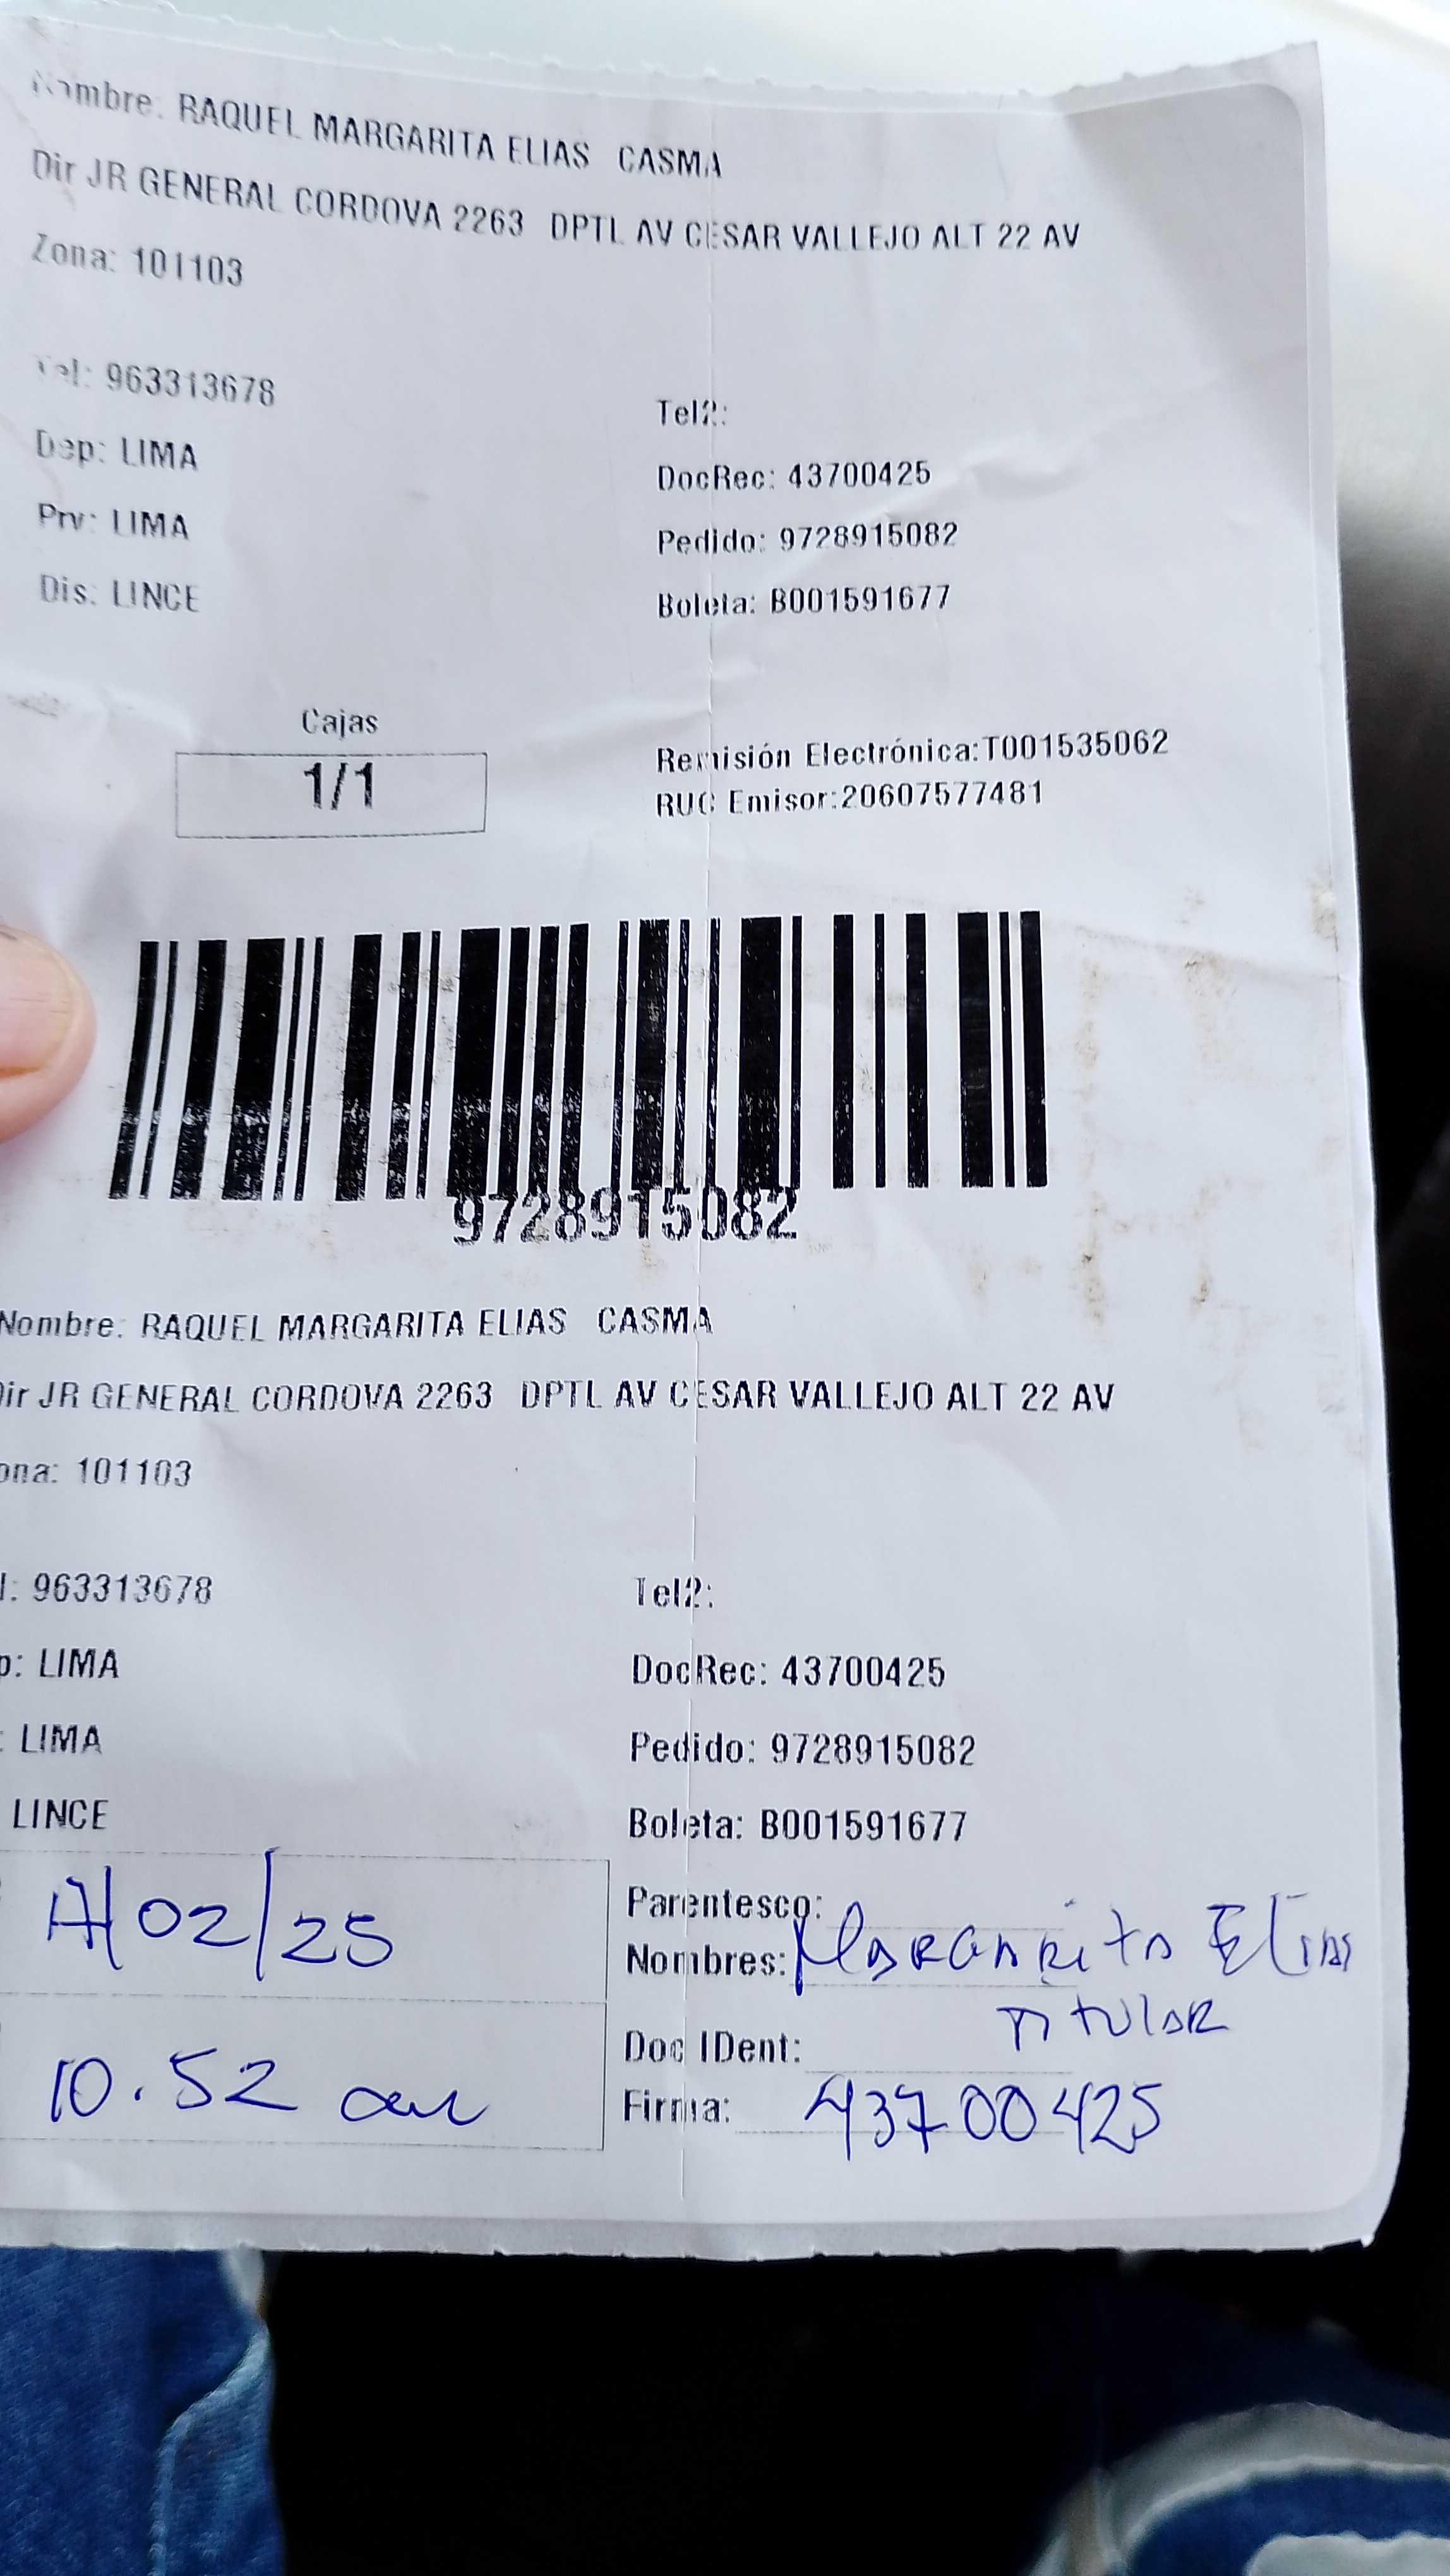 Nombre: RAQUEL MARGARITA ELIAS CASMA
Dir JR GENERAL CORDOVA 2263 DPTL AV CESAR VALLEJO ALT 22 AV
Zona: 101103
Tel: 963313678
Tel2:
Dep: LIMA
DocRec: 43700425
Prv: LIMA
Pedido: 9728915082
Dis: LINCE
Boleta: B001591677
Cajas
1/1
Remisión Electrónica:T001535062
RUC Emisor:20607577481
9728915082
Nombre: RAQUEL MARGARITA ELIAS CASMA
Dir JR GENERAL CORDOVA 2263 DPTL AV CESAR VALLEJO ALT 22 AV
ona: 101103
l: 963313678
Tel2:
p: LIMA
DocRec: 43700425
: LIMA
Pedido: 9728915082
LINCE
Boleta: B001591677
/02/25
Parentesco:
Nombres: Margarita Elias
Titular
Doc IDent:
10.52 am
Firma: 43700425